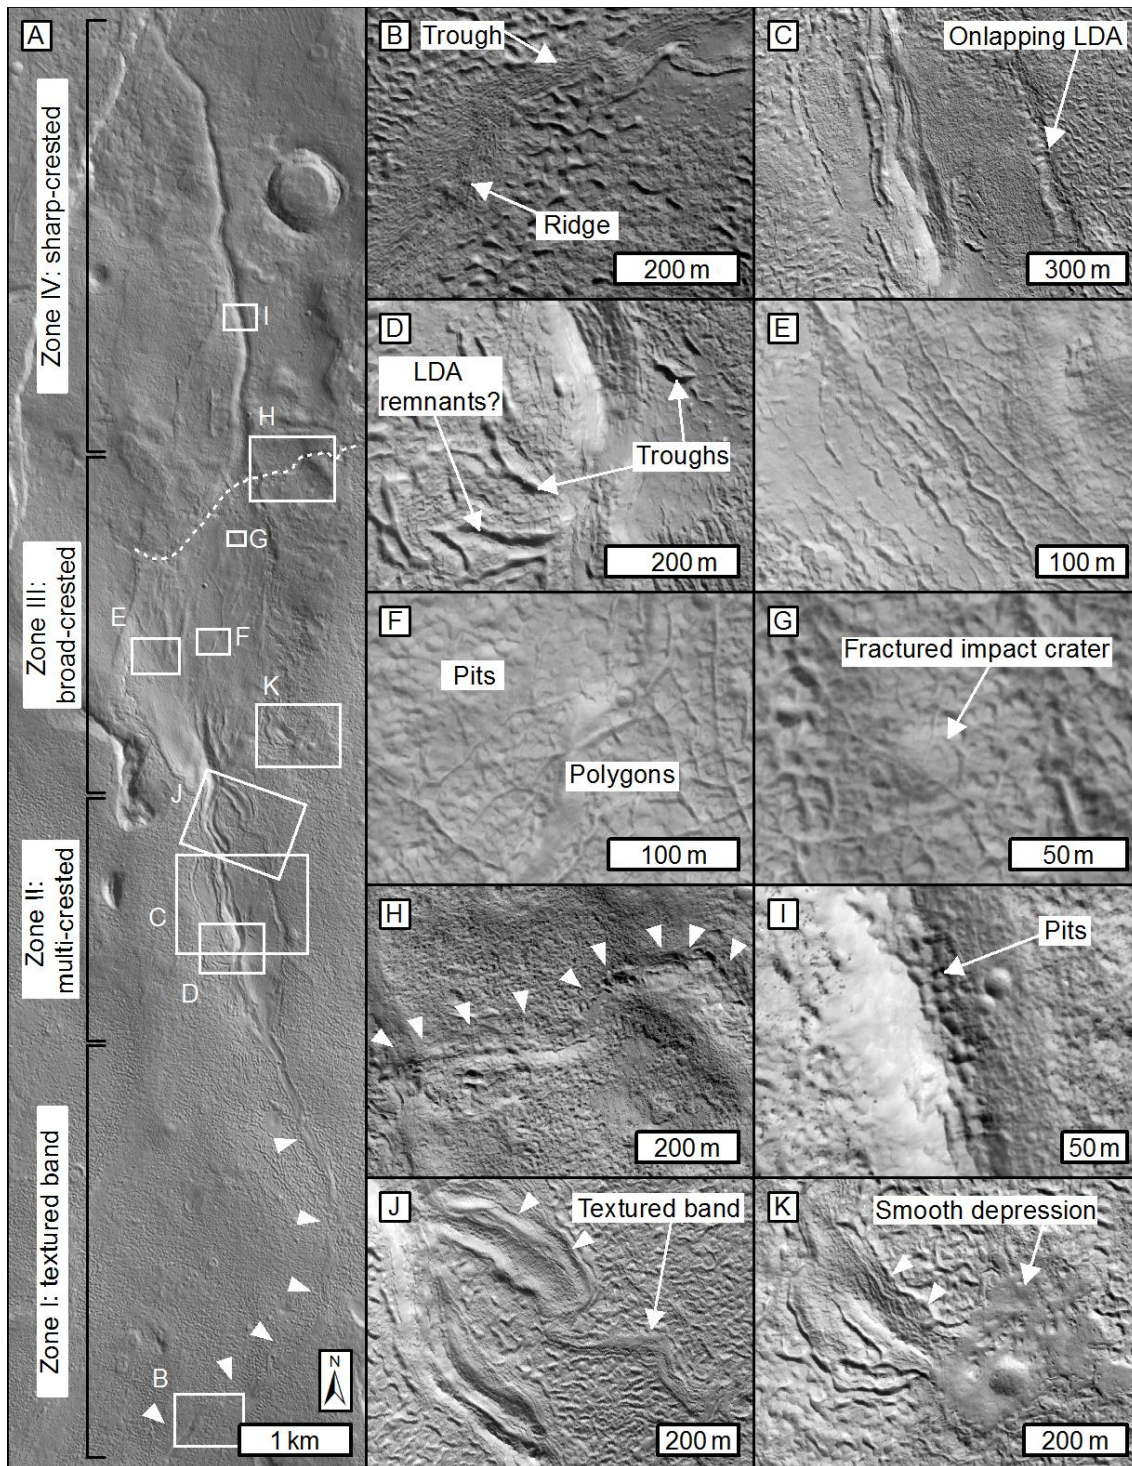 A
Zone IV: sharp-crested
I
H
G
Zone III:
broad-crested
E
F
K
J
Zone II:
multi-crested
C
D
Zone I: textured band
B
N
1 km
B
Trough
Ridge
200 m
C
Onlapping LDA
300 m
D
LDA
remnants?
Troughs
200 m
E
100 m
F
Pits
Polygons
100 m
G
Fractured impact crater
50 m
H
200 m
I
Pits
50 m
J
Textured band
200 m
K
Smooth depression
200 m